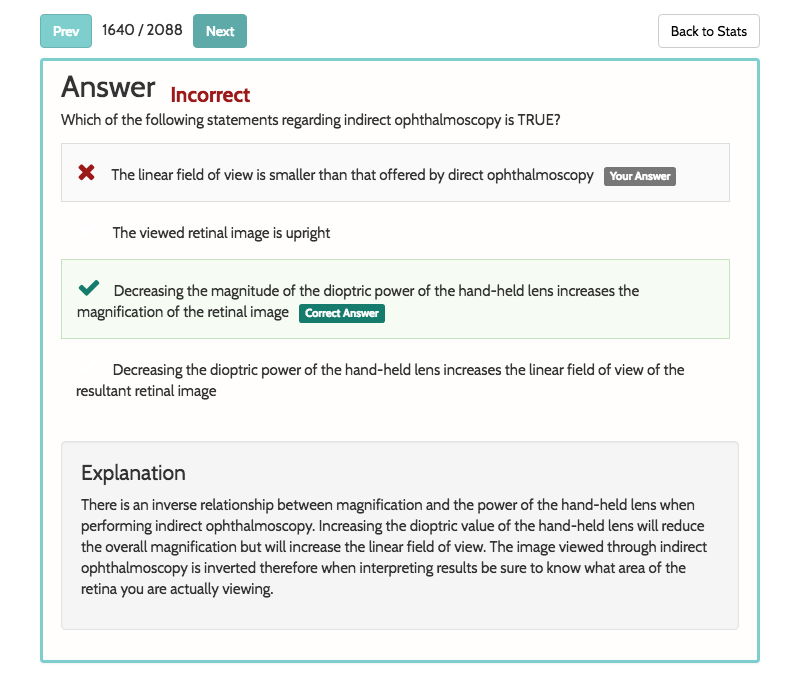 Prev 1640 / 2088 Next Back to Stats
Answer Incorrect
Which of the following statements regarding indirect ophthalmoscopy is TRUE?
The linear field of view is smaller than that offered by direct ophthalmoscopy Your Answer
The viewed retinal image is upright
Decreasing the magnitude of the dioptric power of the hand-held lens increases the
magnification of the retinal image Correct Answer
Decreasing the dioptric power of the hand-held lens increases the linear field of view of the
resultant retinal image
Explanation
There is an inverse relationship between magnification and the power of the hand-held lens when
performing indirect ophthalmoscopy. Increasing the dioptric value of the hand-held lens will reduce
the overall magnification but will increase the linear field of view. The image viewed through indirect
ophthalmoscopy is inverted therefore when interpreting results be sure to know what area of the
retina you are actually viewing.